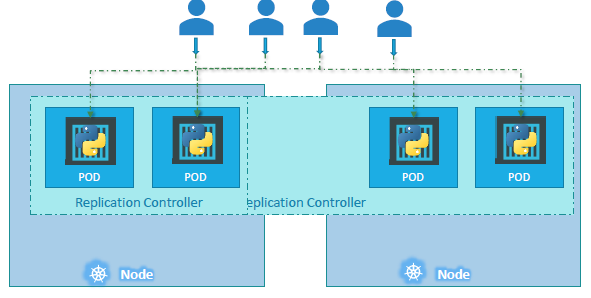 POD
POD
POD
POD
Replication Controller
eplication Controller
Node
Node